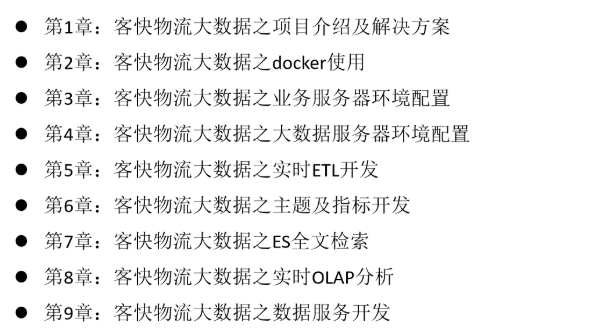 ● 第1章：客快物流大数据之项目介绍及解决方案
● 第2章：客快物流大数据之docker使用
● 第3章：客快物流大数据之业务服务器环境配置
● 第4章：客快物流大数据之大数据服务器环境配置
● 第5章：客快物流大数据之实时ETL开发
● 第6章：客快物流大数据之主题及指标开发
● 第7章：客快物流大数据之ES全文检索
● 第8章：客快物流大数据之实时OLAP分析
● 第9章：客快物流大数据之数据服务开发